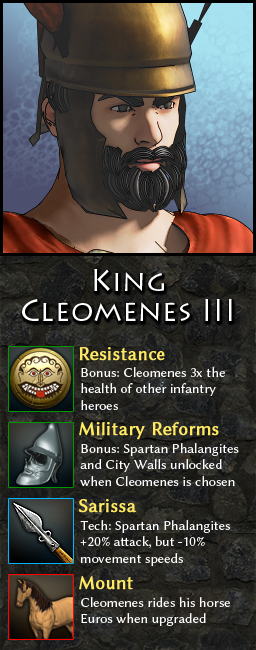 KING
CLEOMENES III
Resistance
Bonus: Cleomenes 3x the
health of other infantry
heroes
Military Reforms
Bonus: Spartan Phalangites
and City Walls unlocked
when Cleomenes is chosen
Sarissa
Tech: Spartan Phalangites
+20% attack, but -10%
movement speeds
Mount
Cleomenes rides his horse
Euros when upgraded